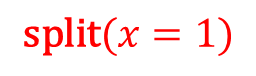 split(x = 1)